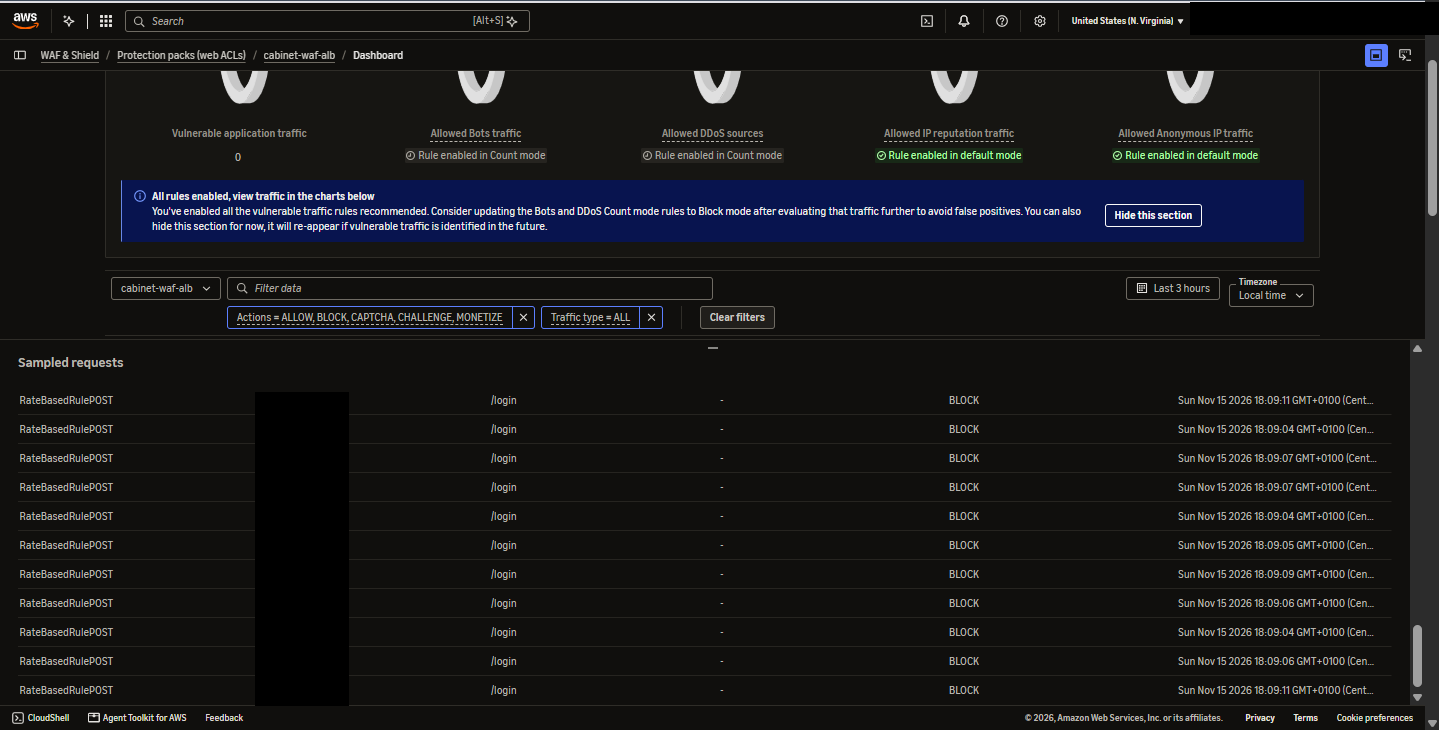 aws
Search [Alt+S]
United States (N. Virginia)
WAF & Shield / Protection packs (web ACLs) / cabinet-waf-alb / Dashboard
Vulnerable application traffic
0
Allowed Bots traffic
Rule enabled in Count mode
Allowed DDoS sources
Rule enabled in Count mode
Allowed IP reputation traffic
Rule enabled in default mode
Allowed Anonymous IP traffic
Rule enabled in default mode
All rules enabled, view traffic in the charts below
You've enabled all the vulnerable traffic rules recommended. Consider updating the Bots and DDoS Count mode rules to Block mode after evaluating that traffic further to avoid false positives. You can also
hide this section for now, it will re-appear if vulnerable traffic is identified in the future.
Hide this section
cabinet-waf-alb
Filter data
Last 3 hours
Timezone
Local time
Actions = ALLOW, BLOCK, CAPTCHA, CHALLENGE, MONETIZE
Traffic type = ALL
Clear filters
Sampled requests
RateBasedRulePOST /login - BLOCK Sun Nov 15 2026 18:09:11 GMT+0100 (Cent...
RateBasedRulePOST /login - BLOCK Sun Nov 15 2026 18:09:04 GMT+0100 (Cen...
RateBasedRulePOST /login - BLOCK Sun Nov 15 2026 18:09:07 GMT+0100 (Cent...
RateBasedRulePOST /login - BLOCK Sun Nov 15 2026 18:09:07 GMT+0100 (Cent...
RateBasedRulePOST /login - BLOCK Sun Nov 15 2026 18:09:04 GMT+0100 (Cen...
RateBasedRulePOST /login - BLOCK Sun Nov 15 2026 18:09:05 GMT+0100 (Cen...
RateBasedRulePOST /login - BLOCK Sun Nov 15 2026 18:09:09 GMT+0100 (Cen...
RateBasedRulePOST /login - BLOCK Sun Nov 15 2026 18:09:06 GMT+0100 (Cen...
RateBasedRulePOST /login - BLOCK Sun Nov 15 2026 18:09:04 GMT+0100 (Cen...
RateBasedRulePOST /login - BLOCK Sun Nov 15 2026 18:09:06 GMT+0100 (Cen...
RateBasedRulePOST /login - BLOCK Sun Nov 15 2026 18:09:11 GMT+0100 (Cent...
CloudShell Agent Toolkit for AWS Feedback © 2026, Amazon Web Services, Inc. or its affiliates. Privacy Terms Cookie preferences